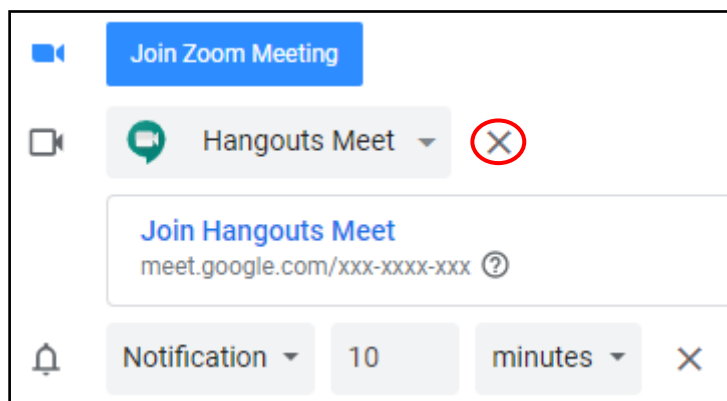 Join Zoom Meeting
Hangouts Meet
Join Hangouts Meet
meet.google.com/xxx-xxxx-xxx
Notification 10 minutes